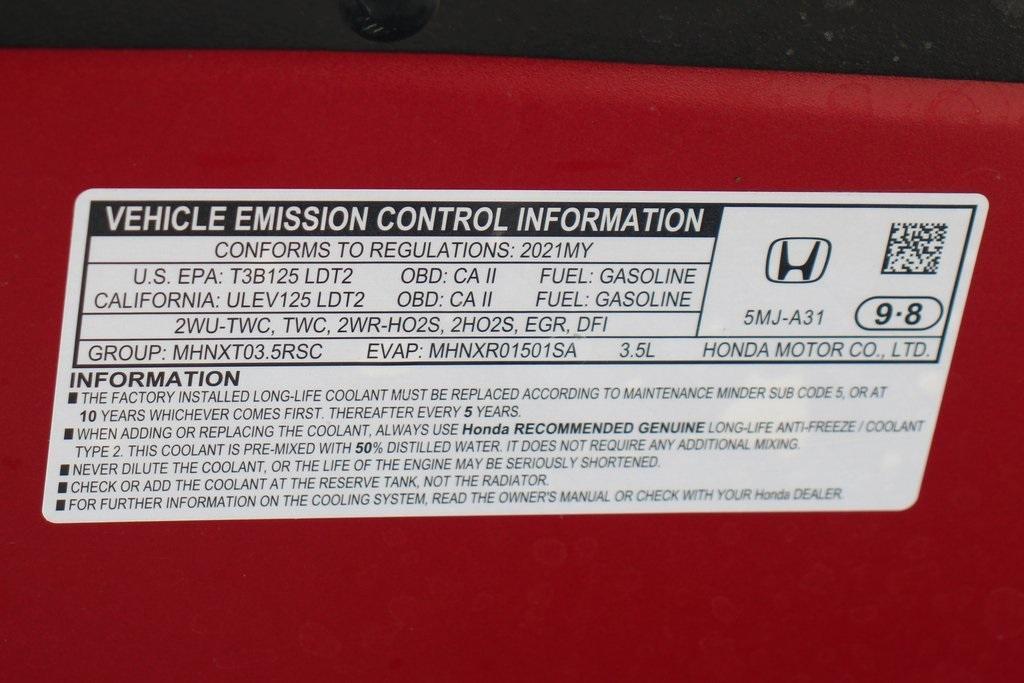 VEHICLE EMISSION CONTROL INFORMATION
CONFORMS TO REGULATIONS: 2021MY
U.S. EPA: T3B125 LDT2 OBD: CA II FUEL: GASOLINE
CALIFORNIA: ULEV125 LDT2 OBD: CA II FUEL: GASOLINE
2WU-TWC, TWC, 2WR-HO2S, 2HO2S, EGR, DFI
5MJ-A31 9·8
GROUP: MHNXT03.5RSC EVAP: MHNXR01501SA 3.5L HONDA MOTOR CO., LTD.
INFORMATION
■ THE FACTORY INSTALLED LONG-LIFE COOLANT MUST BE REPLACED ACCORDING TO MAINTENANCE MINDER SUB CODE 5, OR AT
10 YEARS WHICHEVER COMES FIRST. THEREAFTER EVERY 5 YEARS.
■ WHEN ADDING OR REPLACING THE COOLANT, ALWAYS USE Honda RECOMMENDED GENUINE LONG-LIFE ANTI-FREEZE / COOLANT
TYPE 2. THIS COOLANT IS PRE-MIXED WITH 50% DISTILLED WATER. IT DOES NOT REQUIRE ANY ADDITIONAL MIXING.
■ NEVER DILUTE THE COOLANT, OR THE LIFE OF THE ENGINE MAY BE SERIOUSLY SHORTENED.
■ CHECK OR ADD THE COOLANT AT THE RESERVE TANK, NOT THE RADIATOR.
■ FOR FURTHER INFORMATION ON THE COOLING SYSTEM, READ THE OWNER'S MANUAL OR CHECK WITH YOUR Honda DEALER.